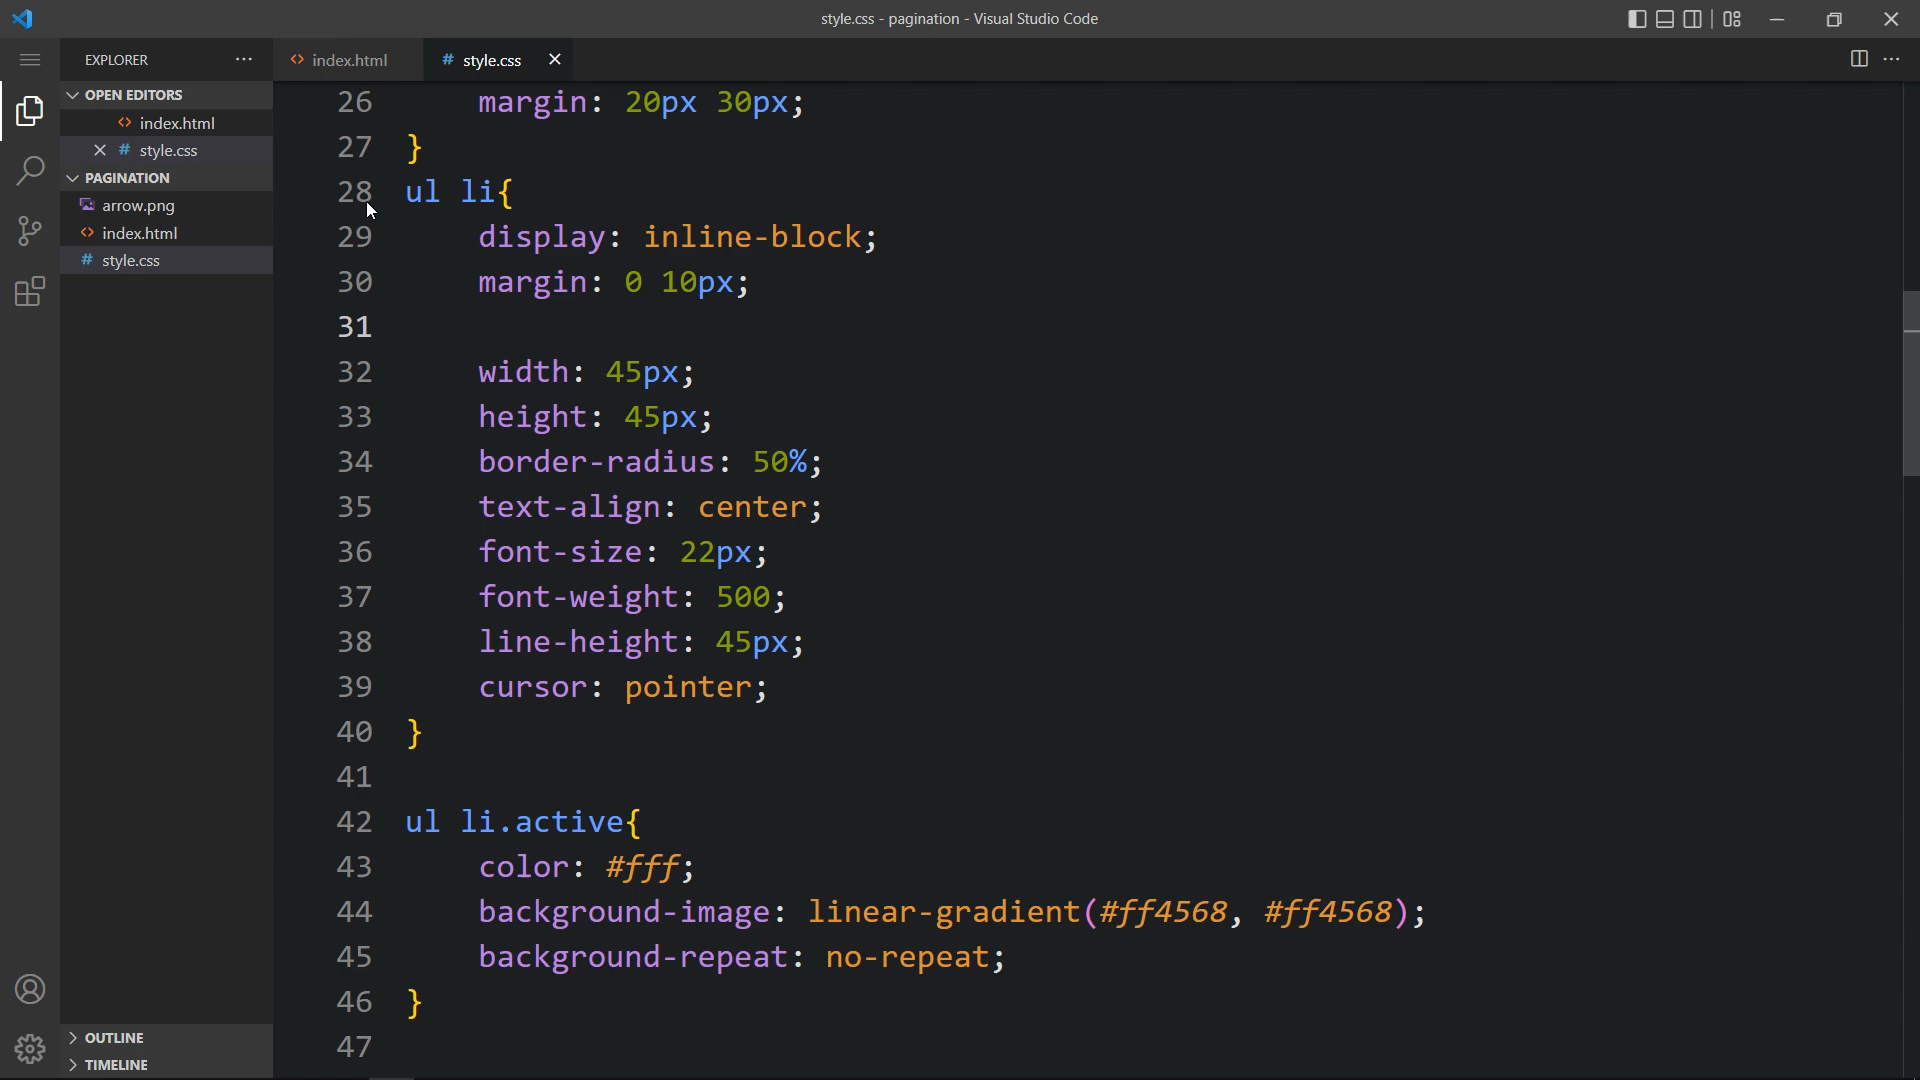 style.css - pagination - Visual Studio Code
EXPLORER
index.html
# style.css
OPEN EDITORS
index.html
# style.css
PAGINATION
arrow.png
index.html
# style.css
26 margin: 20px 30px;
27 }
28 ul li{
29 display: inline-block;
30 margin: 0 10px;
31
32 width: 45px;
33 height: 45px;
34 border-radius: 50%;
35 text-align: center;
36 font-size: 22px;
37 font-weight: 500;
38 line-height: 45px;
39 cursor: pointer;
40 }
41
42 ul li.active{
43 color: #fff;
44 background-image: linear-gradient(#ff4568, #ff4568);
45 background-repeat: no-repeat;
46 }
47
OUTLINE
TIMELINE